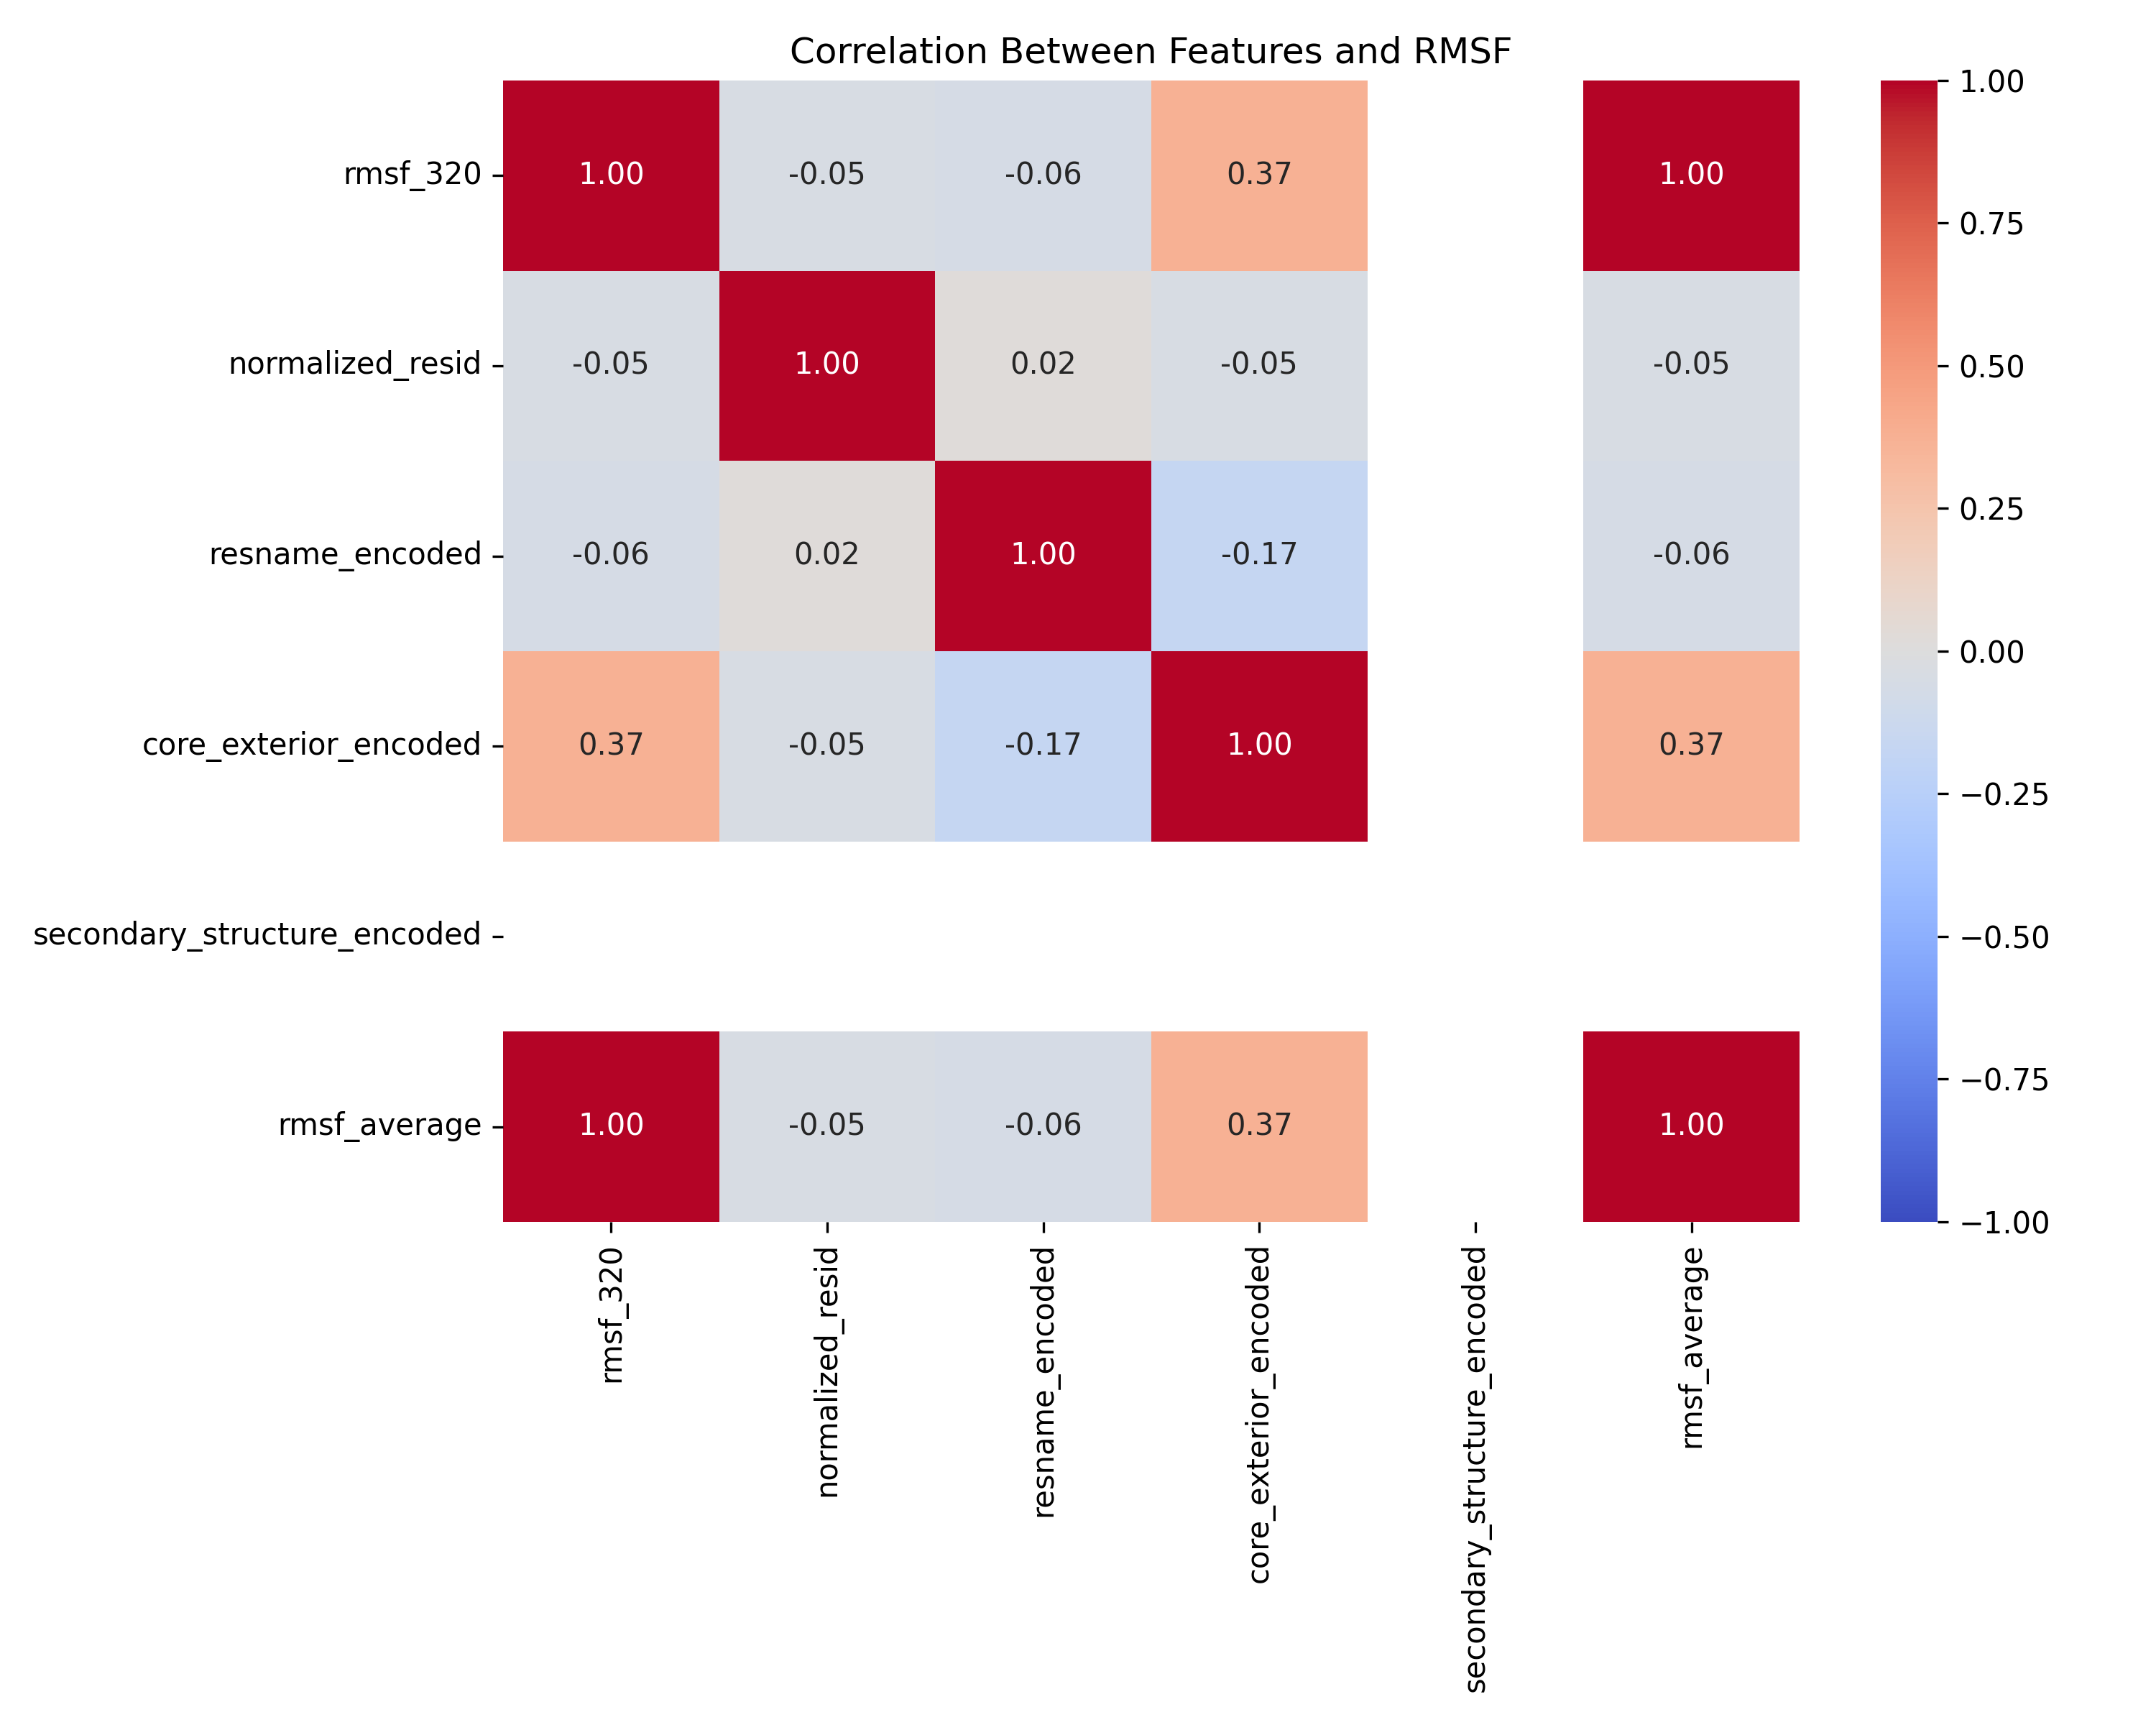 Correlation Between Features and RMSF
rmsf_320 1.00 -0.05 -0.06 0.37 1.00
normalized_resid -0.05 1.00 0.02 -0.05 -0.05
resname_encoded -0.06 0.02 1.00 -0.17 -0.06
core_exterior_encoded 0.37 -0.05 -0.17 1.00 0.37
secondary_structure_encoded
rmsf_average 1.00 -0.05 -0.06 0.37 1.00
rmsf_320
normalized_resid
resname_encoded
core_exterior_encoded
secondary_structure_encoded
rmsf_average
1.00
0.75
0.50
0.25
0.00
−0.25
−0.50
−0.75
−1.00